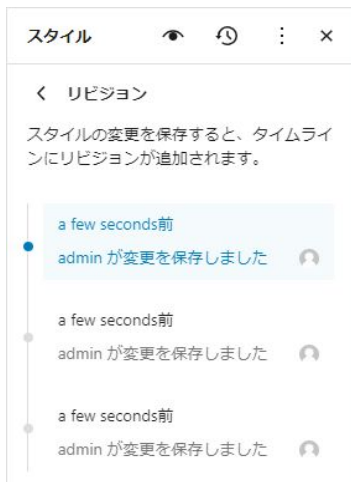 スタイル
リビジョン
スタイルの変更を保存すると、タイムライ
ンにリビジョンが追加されます。
a few seconds前
admin が変更を保存しました
a few seconds前
admin が変更を保存しました
a few seconds前
admin が変更を保存しました